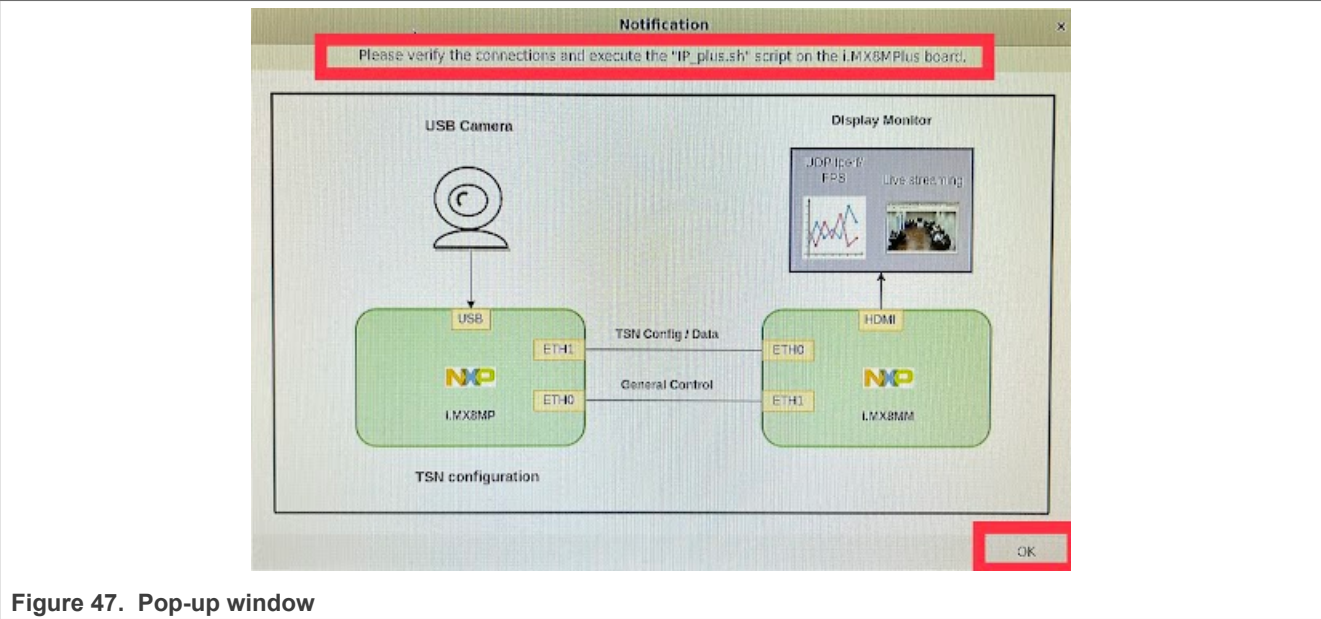 Notification
×
Please verify the connections and execute the "IP_plus.sh" script on the i.MX8MPlus board.
USB Camera
Display Monitor
UDP Iperf/
FPS
Live streaming
USB
HDMI
TSN Config / Data
ETH1
ETH0
NXP
NXP
General Control
ETH0
ETH1
i.MX8MP
i.MX8MM
TSN configuration
OK
Figure 47. Pop-up window